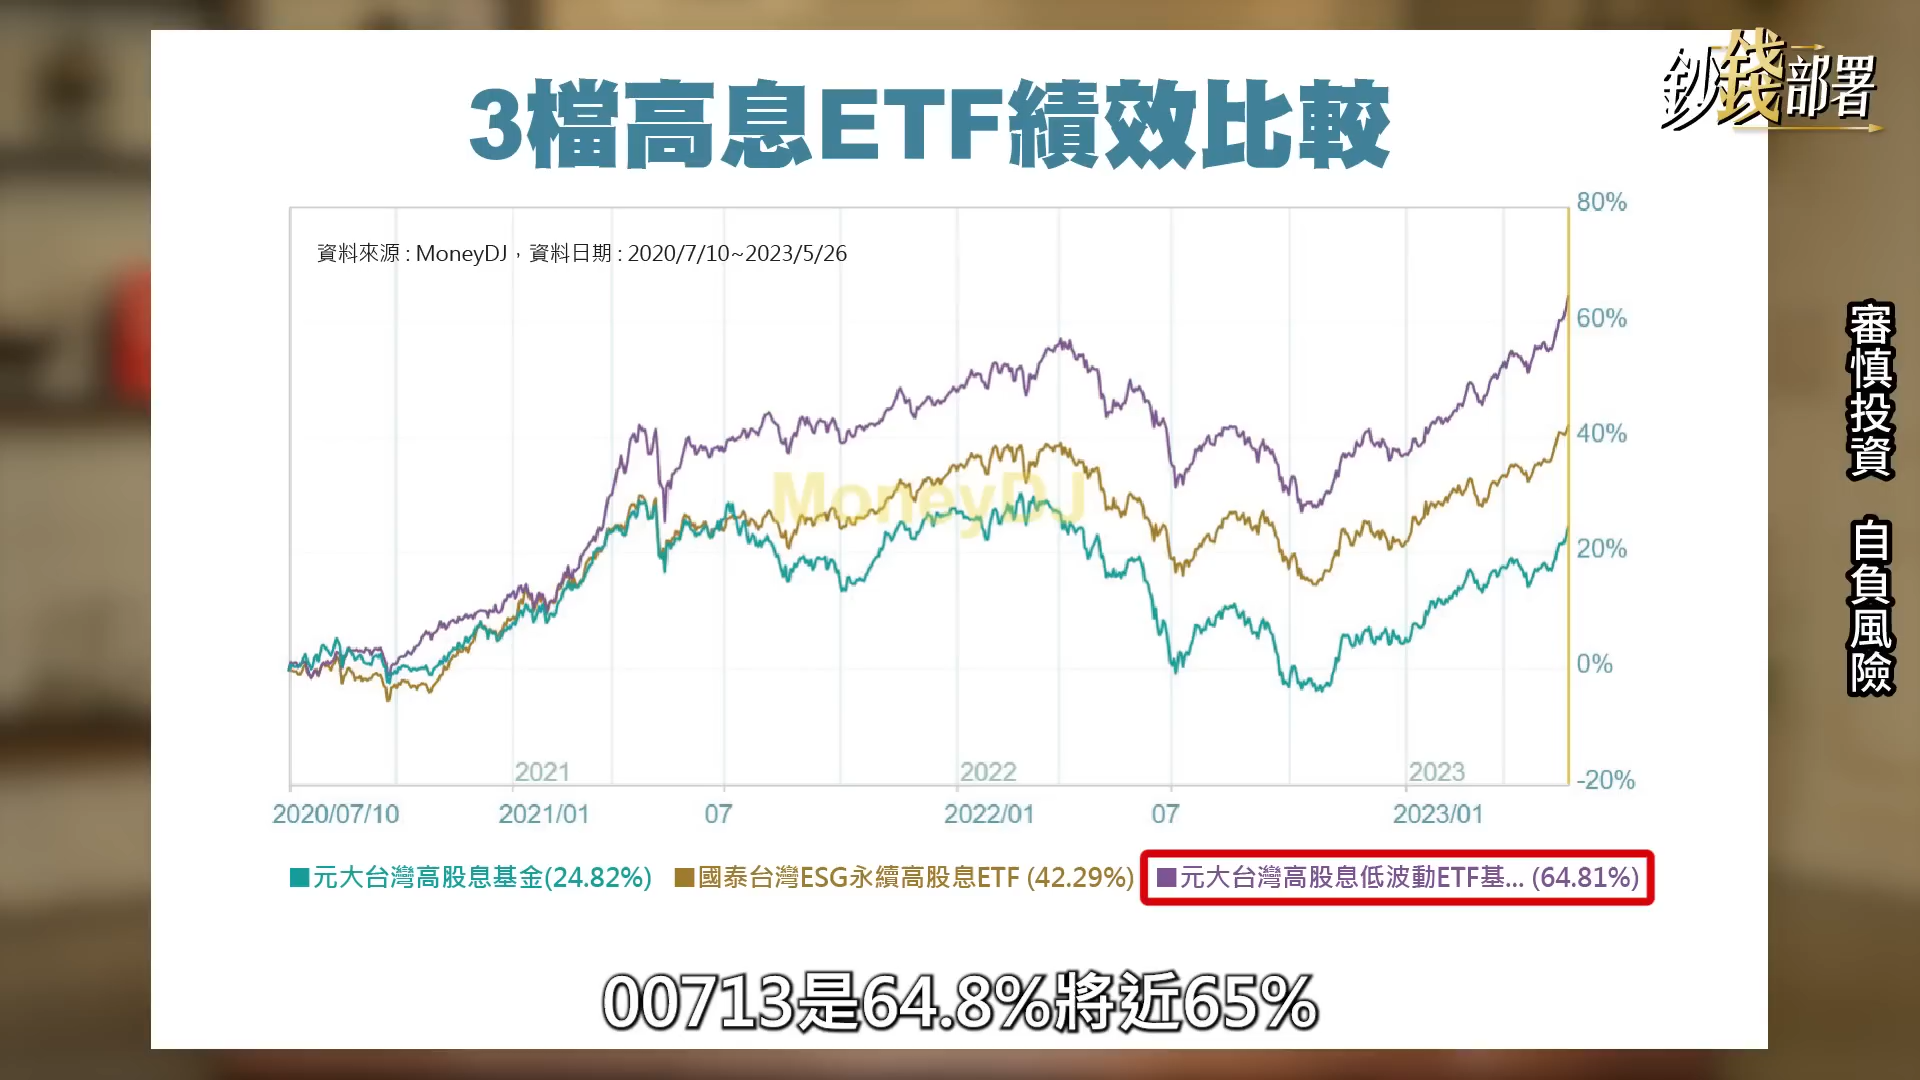 3檔高息ETF績效比較
鈔錢部署
80%
資料來源 : MoneyDJ，資料日期 : 2020/7/10~2023/5/26
60%
40%
MoneyDJ
20%
0%
-20%
2021
2022
2023
2020/07/10
2021/01
07
2022/01
07
2023/01
元大台灣高股息基金(24.82%)
國泰台灣ESG永續高股息ETF (42.29%)
元大台灣高股息低波動ETF基... (64.81%)
審慎投資 自負風險
00713是64.8%將近65%